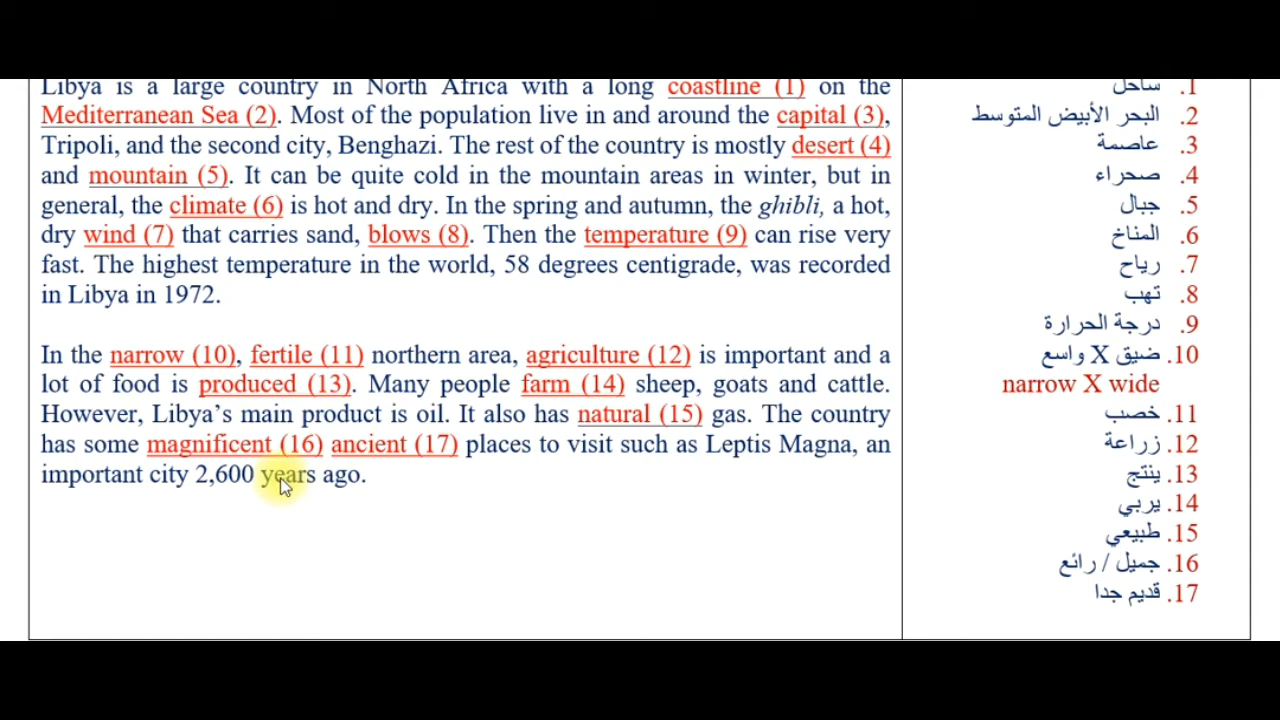 Libya is a large country in North Africa with a long coastline (1) on the
Mediterranean Sea (2). Most of the population live in and around the capital (3),
Tripoli, and the second city, Benghazi. The rest of the country is mostly desert (4)
and mountain (5). It can be quite cold in the mountain areas in winter, but in
general, the climate (6) is hot and dry. In the spring and autumn, the ghibli, a hot,
dry wind (7) that carries sand, blows (8). Then the temperature (9) can rise very
fast. The highest temperature in the world, 58 degrees centigrade, was recorded
in Libya in 1972.
In the narrow (10), fertile (11) northern area, agriculture (12) is important and a
lot of food is produced (13). Many people farm (14) sheep, goats and cattle.
However, Libya’s main product is oil. It also has natural (15) gas. The country
has some magnificent (16) ancient (17) places to visit such as Leptis Magna, an
important city 2,600 years ago.
1. ساحل
2. البحر الأبيض المتوسط
3. عاصمة
4. صحراء
5. جبال
6. المناخ
7. رياح
8. تهب
9. درجة الحرارة
10. ضيق X واسع
narrow X wide
11. خصب
12. زراعة
13. ينتج
14. يربي
15. طبيعي
16. جميل / رائع
17. قديم جدا